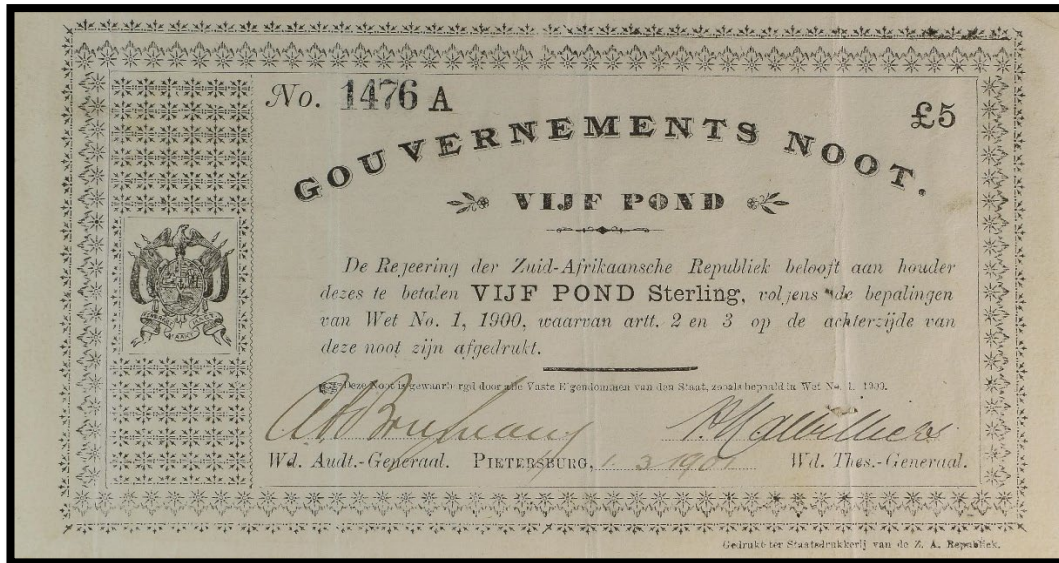 No. 1476 A
£5
GOUVERNEMENTS NOOT.
VIJF POND
De Regeering der Zuid-Afrikaansche Republiek belooft aan houder
dezes te betalen VIJF POND Sterling, volgens de bepalingen
van Wet No. 1, 1900, waarvan artt. 2 en 3 op de achterzijde van
deze noot zijn afgedrukt.
Deze Noot is gewaarborgd door alle Vaste Eigendommen van den Staat, zooals bepaald in Wet No. 1. 1900.
Wd. Audt.-Generaal. PIETERSBURG, 1.3.1901 Wd. Thes.-Generaal.
Gedrukt ter Staatsdrukkerij van de Z. A. Republiek.